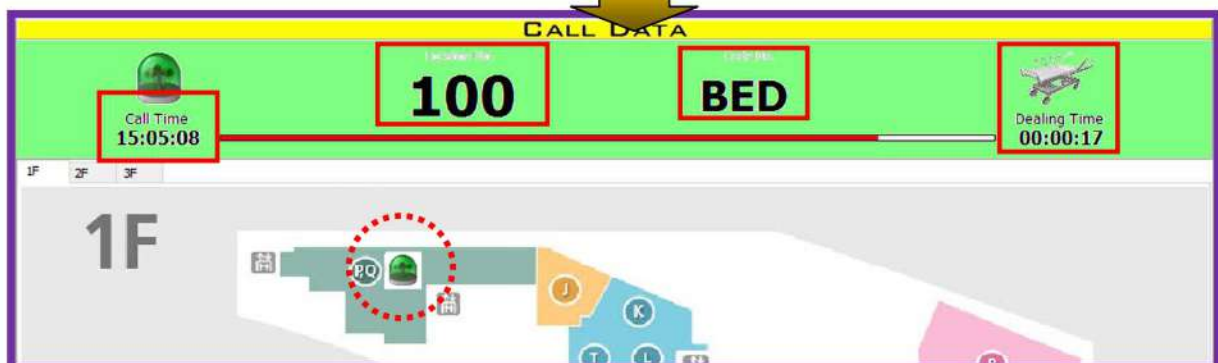 CALL DATA
100
BED
Call Time
15:05:08
Dealing Time
00:00:17
1F
2F
3F
1F
P,Q
J
K
T
L